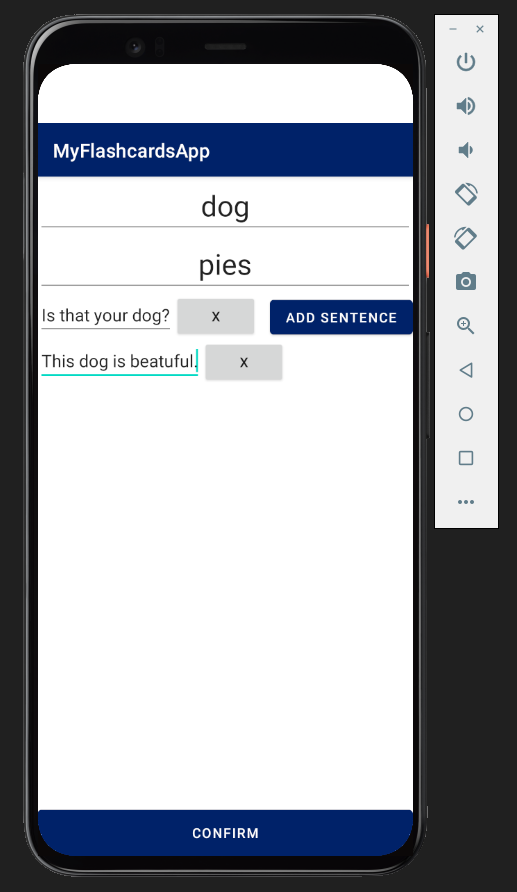 MyFlashcardsApp
dog
pies
Is that your dog? x ADD SENTENCE
This dog is beatuful. x
CONFIRM